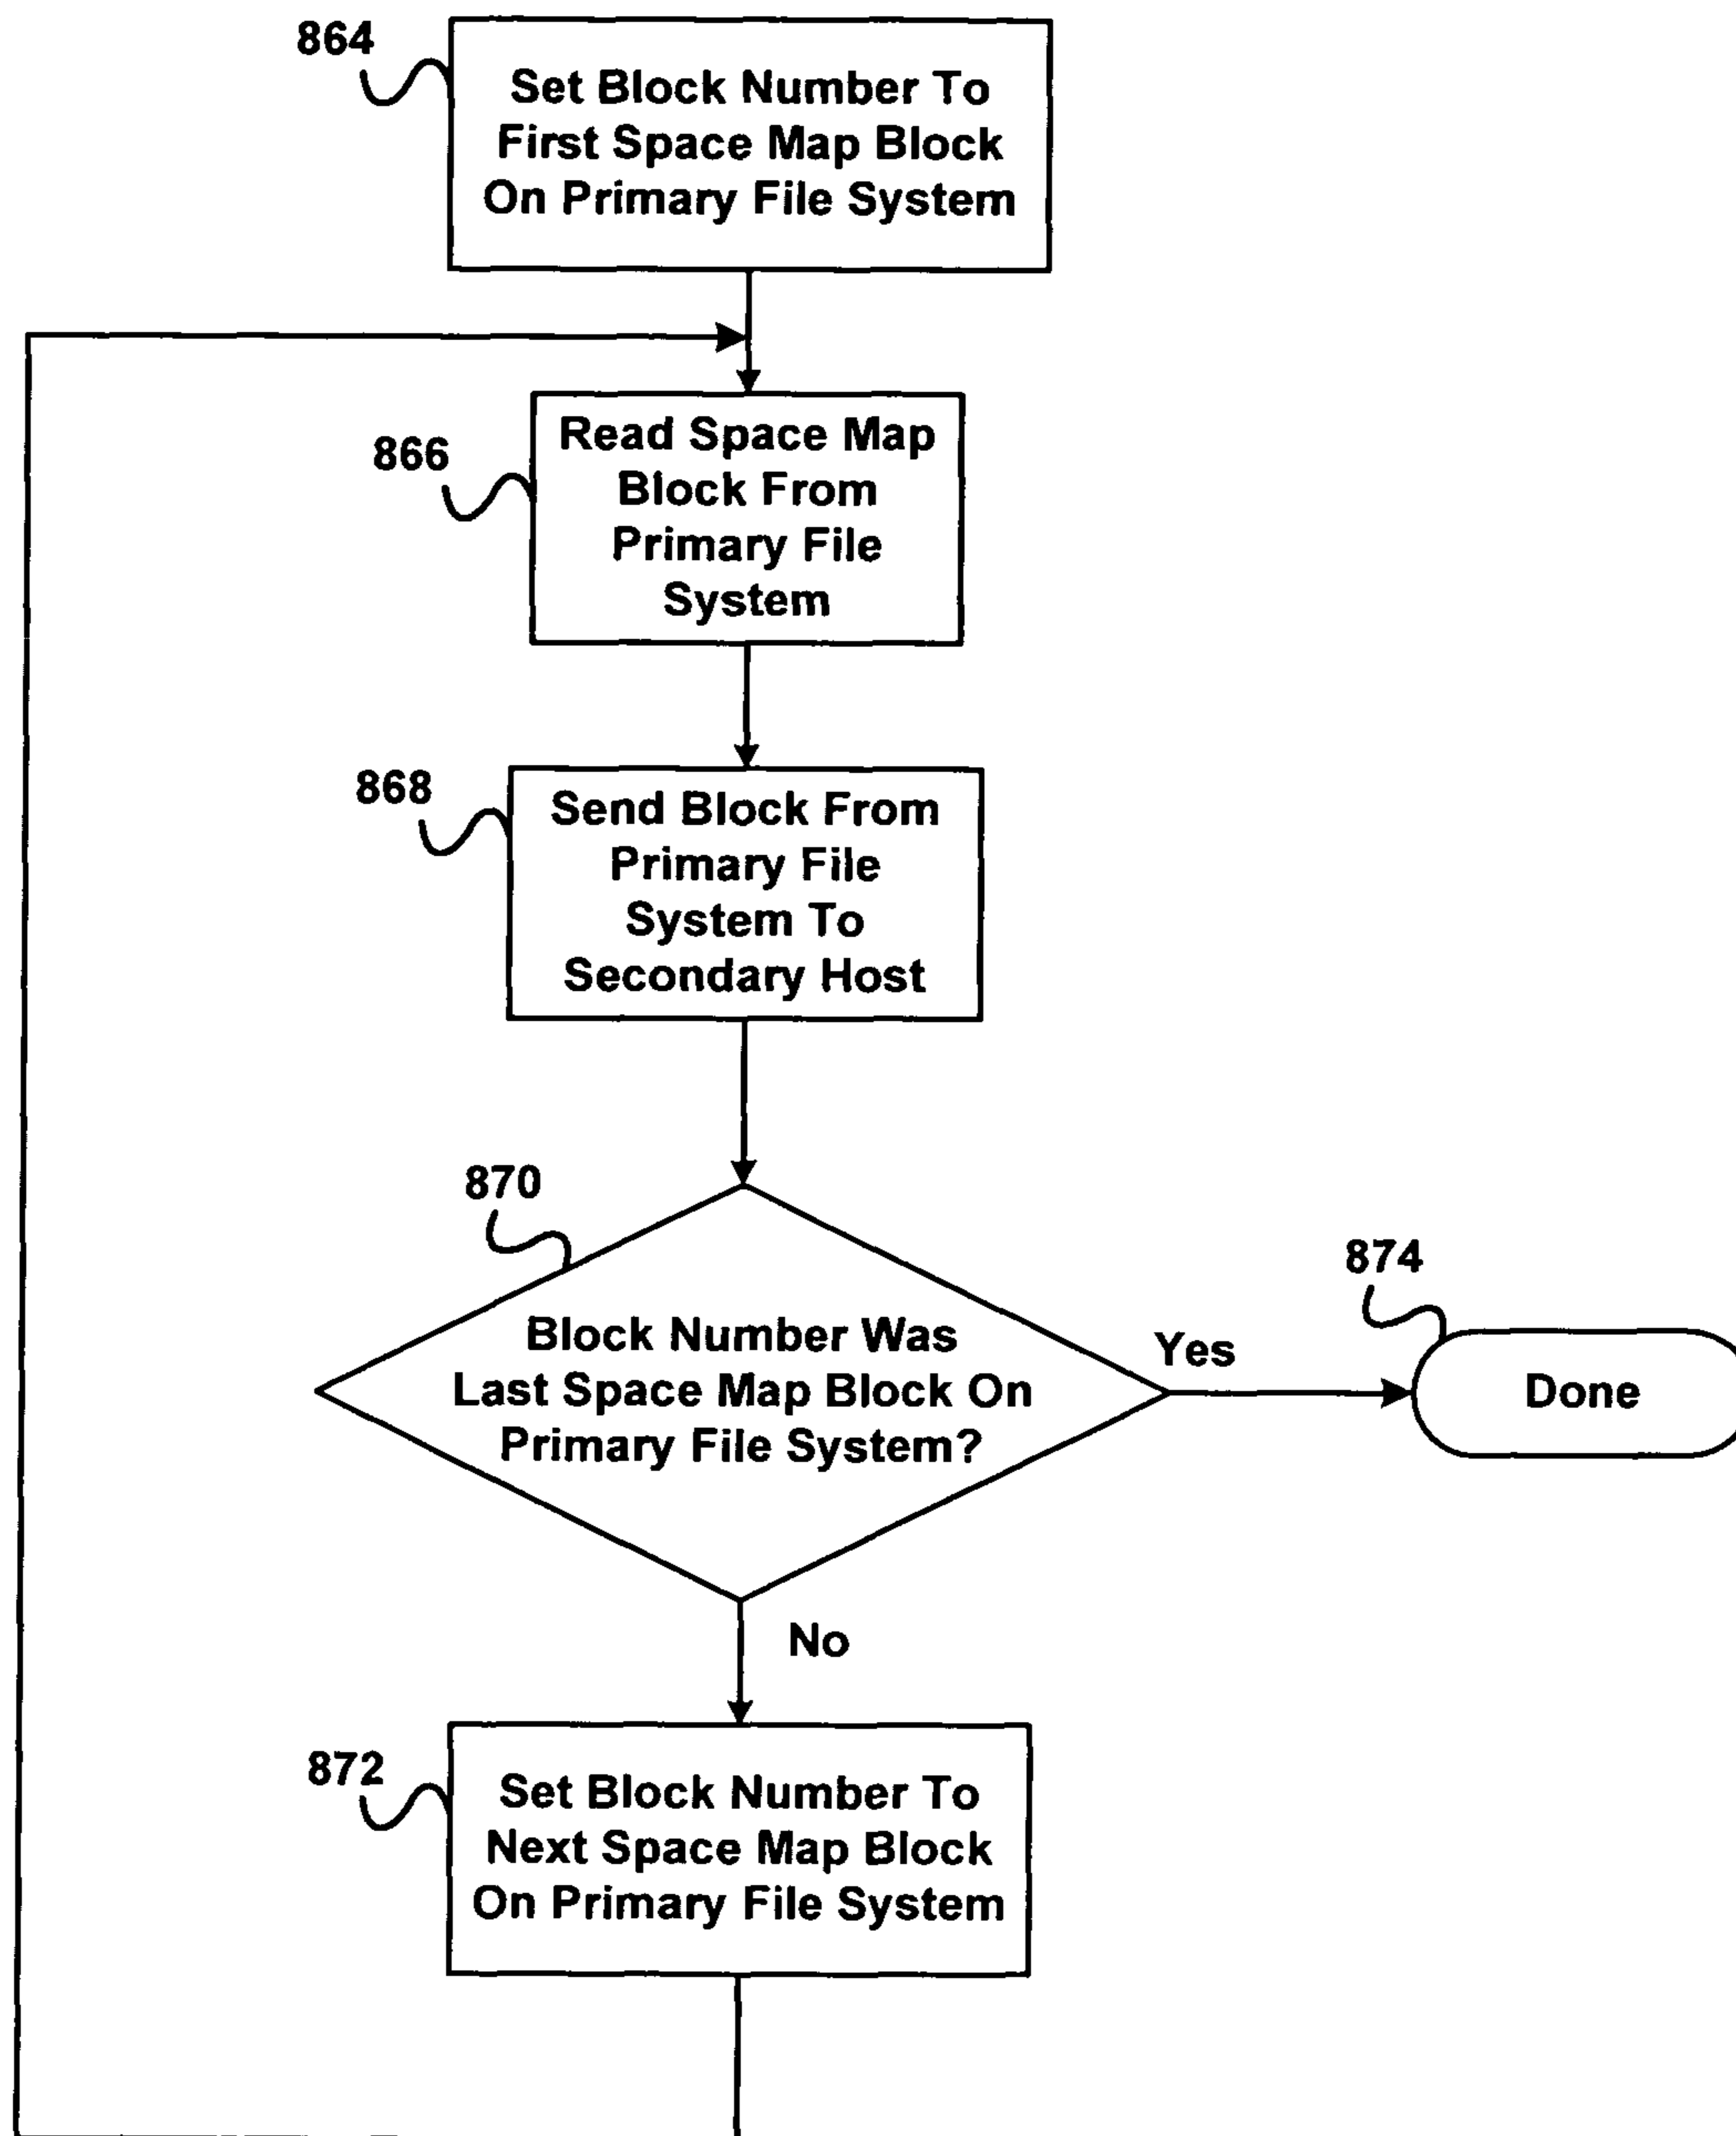 864
Set Block Number To
First Space Map Block
On Primary File System
866
Read Space Map
Block From
Primary File
System
868
Send Block From
Primary File
System To
Secondary Host
870
Block Number Was
Last Space Map Block On
Primary File System?
Yes
874
Done
No
872
Set Block Number To
Next Space Map Block
On Primary File System